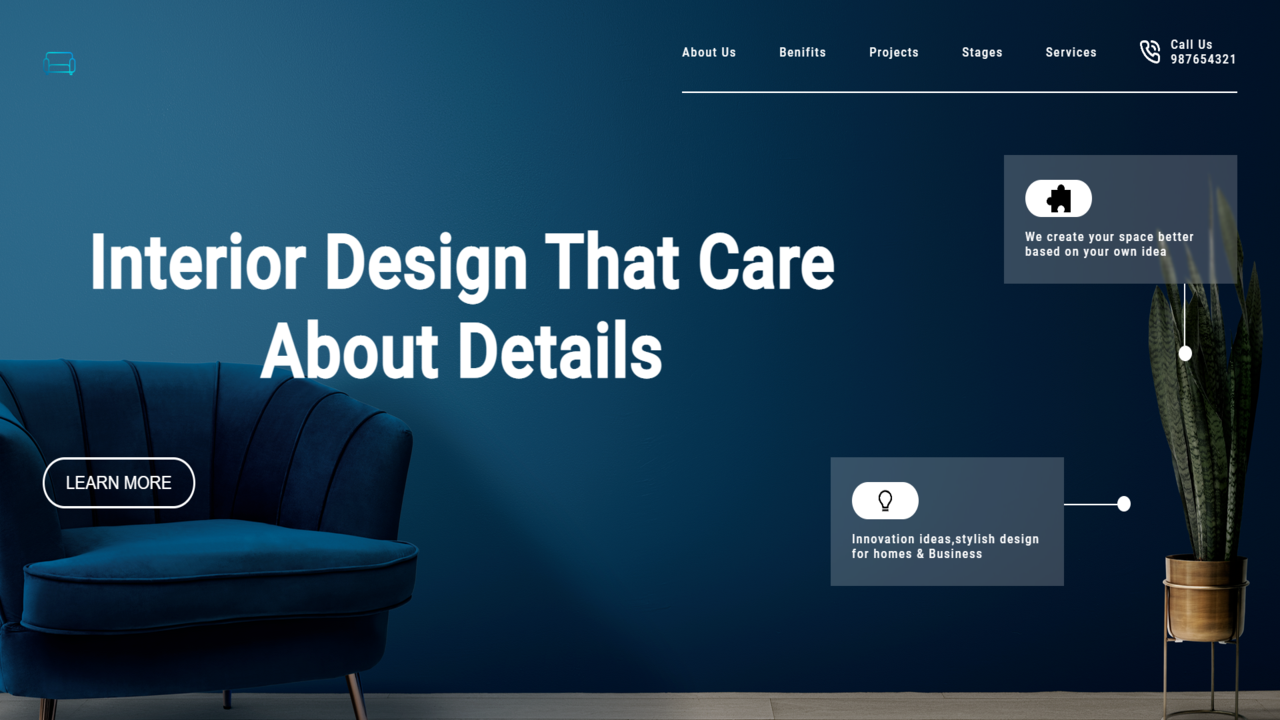 About Us
Benifits
Projects
Stages
Services
Call Us
987654321
We create your space better
based on your own idea
Interior Design That Care
About Details
LEARN MORE
Innovation ideas,stylish design
for homes & Business